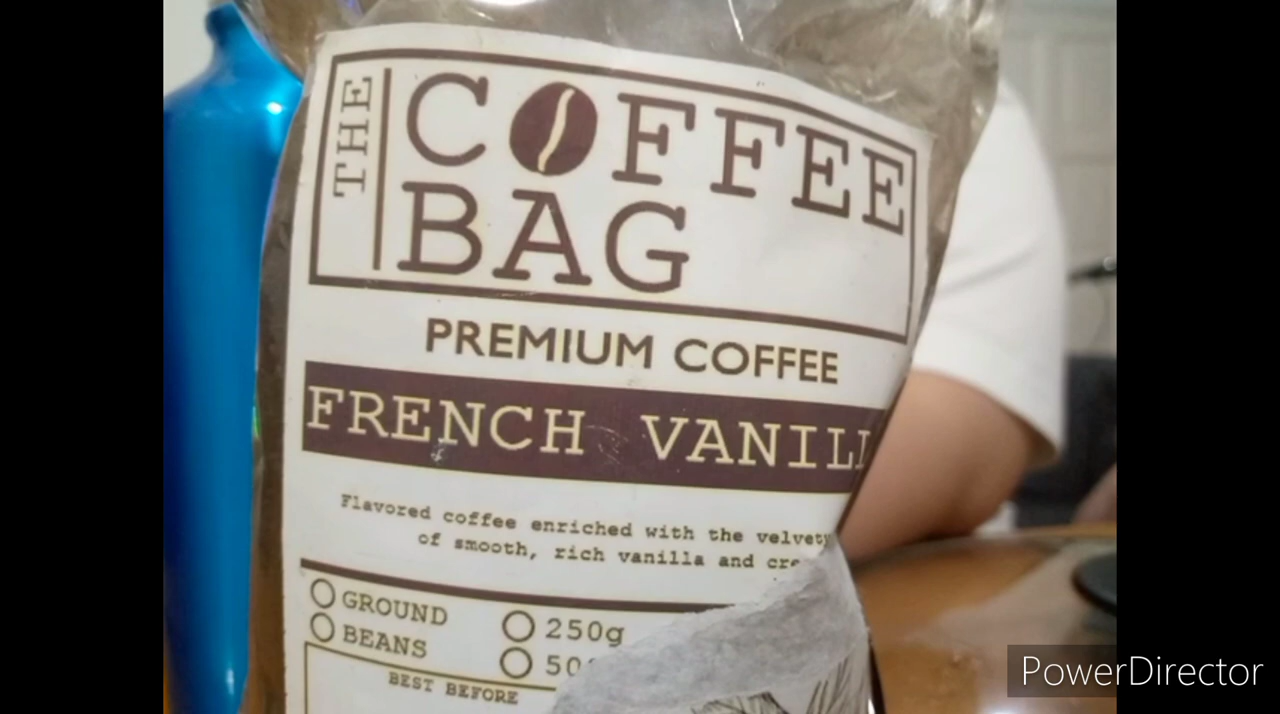 THE
COFFEE
BAG
PREMIUM COFFEE
FRENCH VANILL
Flavored coffee enriched with the velvety
of smooth, rich vanilla and cre
GROUND
BEANS
250g
50
BEST BEFORE
PowerDirector